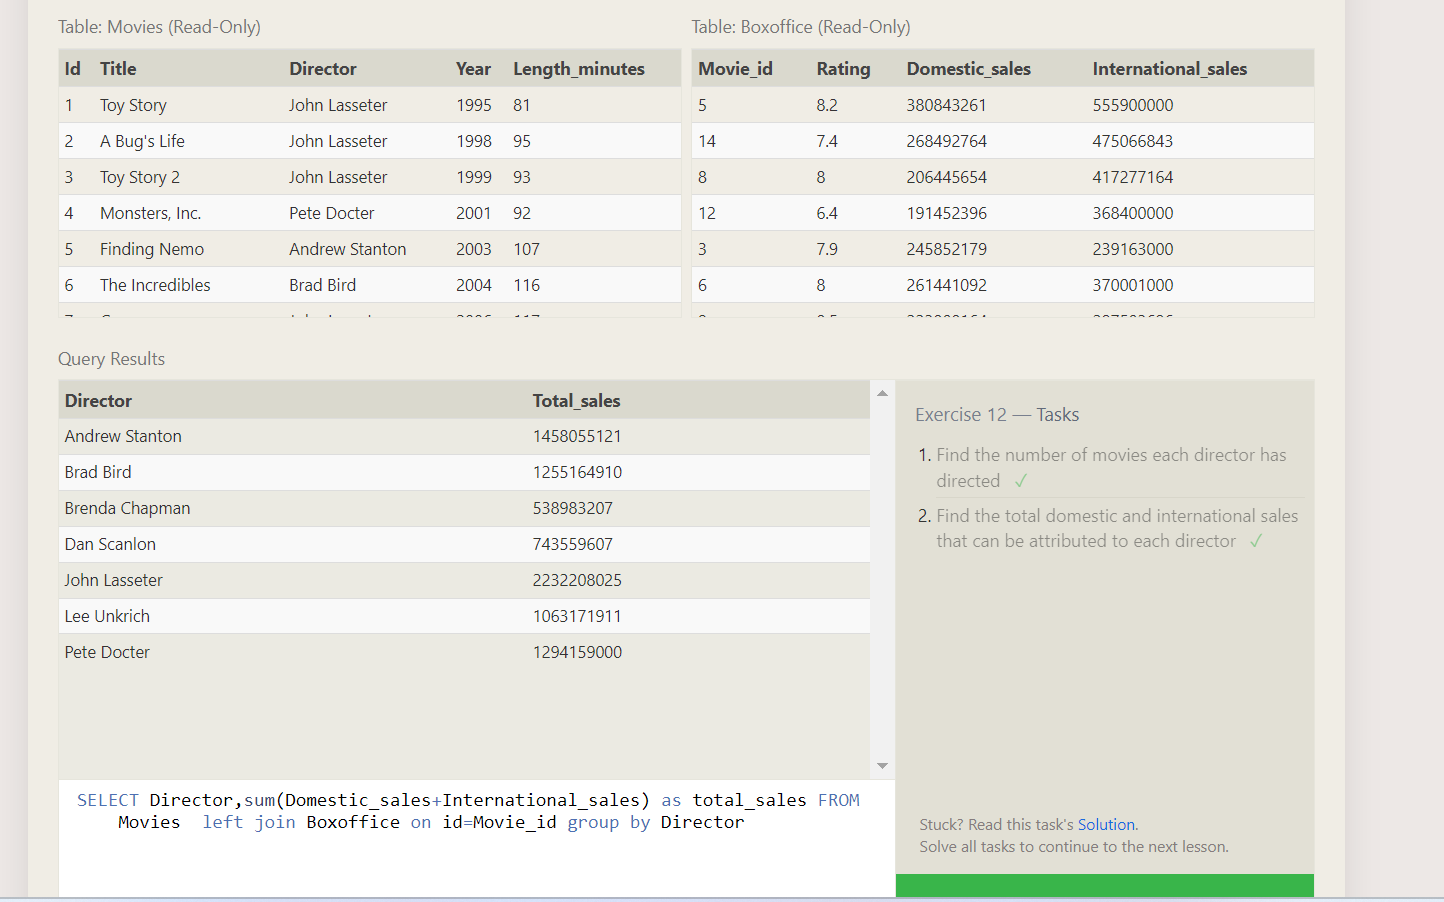 Table: Movies (Read-Only)
Id Title Director Year Length_minutes
1 Toy Story John Lasseter 1995 81
2 A Bug's Life John Lasseter 1998 95
3 Toy Story 2 John Lasseter 1999 93
4 Monsters, Inc. Pete Docter 2001 92
5 Finding Nemo Andrew Stanton 2003 107
6 The Incredibles Brad Bird 2004 116
Table: Boxoffice (Read-Only)
Movie_id Rating Domestic_sales International_sales
5 8.2 380843261 555900000
14 7.4 268492764 475066843
8 8 206445654 417277164
12 6.4 191452396 368400000
3 7.9 245852179 239163000
6 8 261441092 370001000
Query Results
Director Total_sales
Andrew Stanton 1458055121
Brad Bird 1255164910
Brenda Chapman 538983207
Dan Scanlon 743559607
John Lasseter 2232208025
Lee Unkrich 1063171911
Pete Docter 1294159000
SELECT Director,sum(Domestic_sales+International_sales) as total_sales FROM
Movies  left join Boxoffice on id=Movie_id group by Director
Exercise 12 — Tasks
1. Find the number of movies each director has
directed ✓
2. Find the total domestic and international sales
that can be attributed to each director ✓
Stuck? Read this task's Solution.
Solve all tasks to continue to the next lesson.